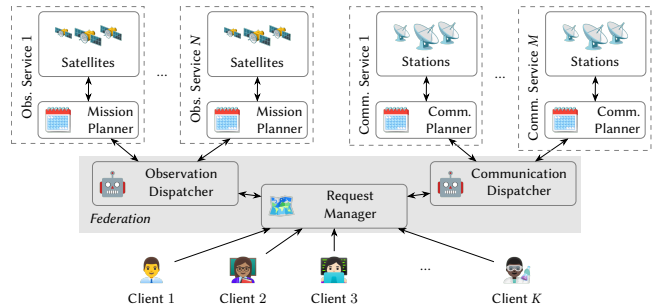 Obs. Service 1
Satellites
Mission
Planner
...
Obs. Service N
Satellites
Mission
Planner
Comm. Service 1
Stations
Comm.
Planner
...
Comm. Service M
Stations
Comm.
Planner
Observation
Dispatcher
Communication
Dispatcher
Request
Manager
Federation
...
Client 1
Client 2
Client 3
Client K